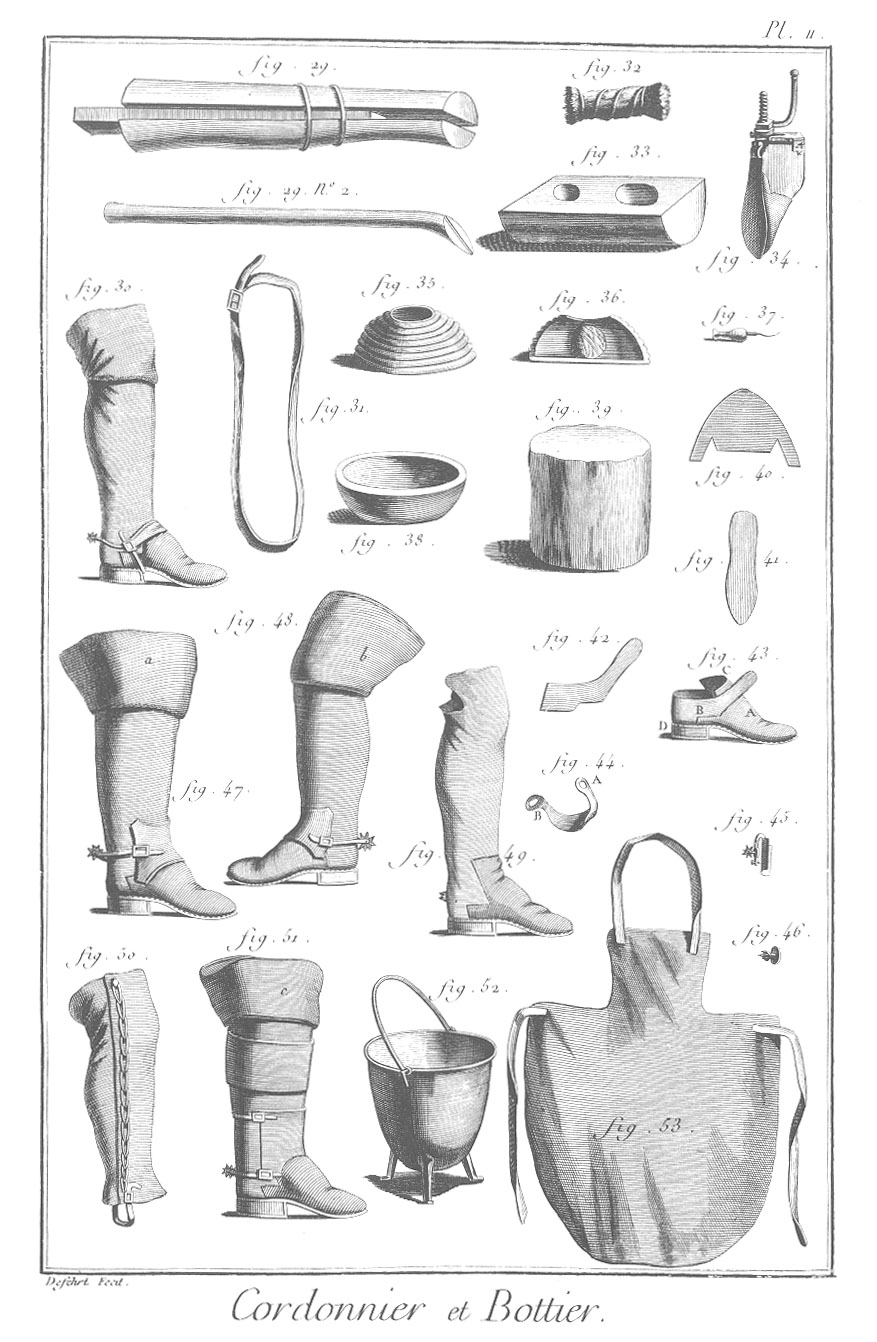 Pl. II.
fig. 29.
fig. 32
fig. 33.
fig. 29. N.º 2.
fig. 34.
fig. 30.
fig. 35.
fig. 36.
fig. 37.
fig. 31.
fig. 39.
fig. 40.
fig. 38.
fig. 41.
fig. 48.
a
b
fig. 42.
fig. 43.
C
B
A
D
fig. 47.
fig. 44.
A
B
fig. 45.
fig. 49.
fig. 46.
fig. 50.
fig. 51.
c
fig. 52.
fig. 53.
Defehrt Fecit.
Cordonnier et Bottier.